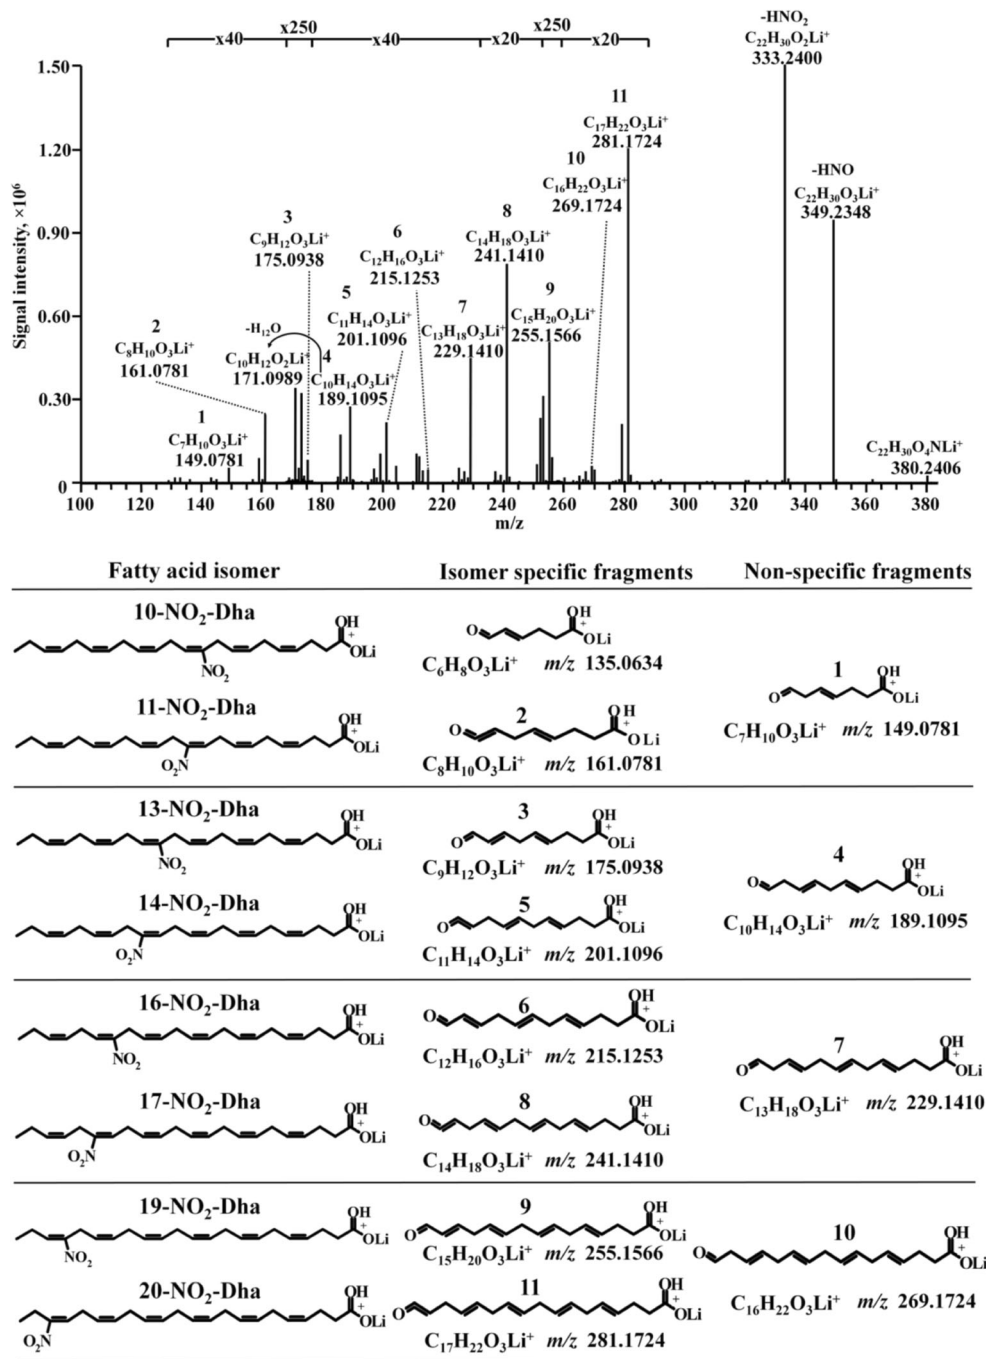 -HNO₂
x250
x40
x40
x250
x20
x20
C₂₂H₃₀O₂Li⁺
333.2400
1.50
1.20
0.90
0.60
0.30
0
Signal intensity, ×10⁶
11
C₁₇H₂₂O₃Li⁺
281.1724
10
C₁₆H₂₂O₃Li⁺
269.1724
-HNO
C₂₂H₃₀O₃Li⁺
349.2348
3
C₉H₁₂O₃Li⁺
175.0938
6
C₁₂H₁₆O₃Li⁺
215.1253
8
C₁₄H₁₈O₃Li⁺
241.1410
5
C₁₁H₁₄O₃Li⁺
201.1096
7
C₁₃H₁₈O₃Li⁺
229.1410
9
C₁₅H₂₀O₃Li⁺
255.1566
2
C₈H₁₀O₃Li⁺
161.0781
-H₁₂O
C₁₀H₁₂O₂Li⁺
171.0989
4
C₁₀H₁₄O₃Li⁺
189.1095
1
C₇H₁₀O₃Li⁺
149.0781
C₂₂H₃₀O₄NLi⁺
380.2406
100 120 140 160 180 200 220 240 260 280 300 320 340 360 380
m/z
Fatty acid isomer Isomer specific fragments Non-specific fragments
10-NO₂-Dha
OH
+
OLi
NO₂
OH
O
+
OLi
C₆H₈O₃Li⁺ m/z 135.0634
1
OH
O
+
OLi
C₇H₁₀O₃Li⁺ m/z 149.0781
11-NO₂-Dha
OH
+
OLi
O₂N
2
OH
O
+
OLi
C₈H₁₀O₃Li⁺ m/z 161.0781
13-NO₂-Dha
OH
+
OLi
NO₂
3
OH
O
+
OLi
C₉H₁₂O₃Li⁺ m/z 175.0938
4
OH
O
+
OLi
C₁₀H₁₄O₃Li⁺ m/z 189.1095
14-NO₂-Dha
OH
+
OLi
O₂N
5
OH
O
+
OLi
C₁₁H₁₄O₃Li⁺ m/z 201.1096
16-NO₂-Dha
OH
+
OLi
NO₂
6
OH
O
+
OLi
C₁₂H₁₆O₃Li⁺ m/z 215.1253
7
OH
O
+
OLi
C₁₃H₁₈O₃Li⁺ m/z 229.1410
17-NO₂-Dha
OH
+
OLi
O₂N
8
OH
O
+
OLi
C₁₄H₁₈O₃Li⁺ m/z 241.1410
19-NO₂-Dha
OH
+
OLi
NO₂
9
OH
O
+
OLi
C₁₅H₂₀O₃Li⁺ m/z 255.1566
10
OH
O
+
OLi
C₁₆H₂₂O₃Li⁺ m/z 269.1724
20-NO₂-Dha
OH
+
OLi
NO₂
11
OH
O
+
OLi
C₁₇H₂₂O₃Li⁺ m/z 281.1724